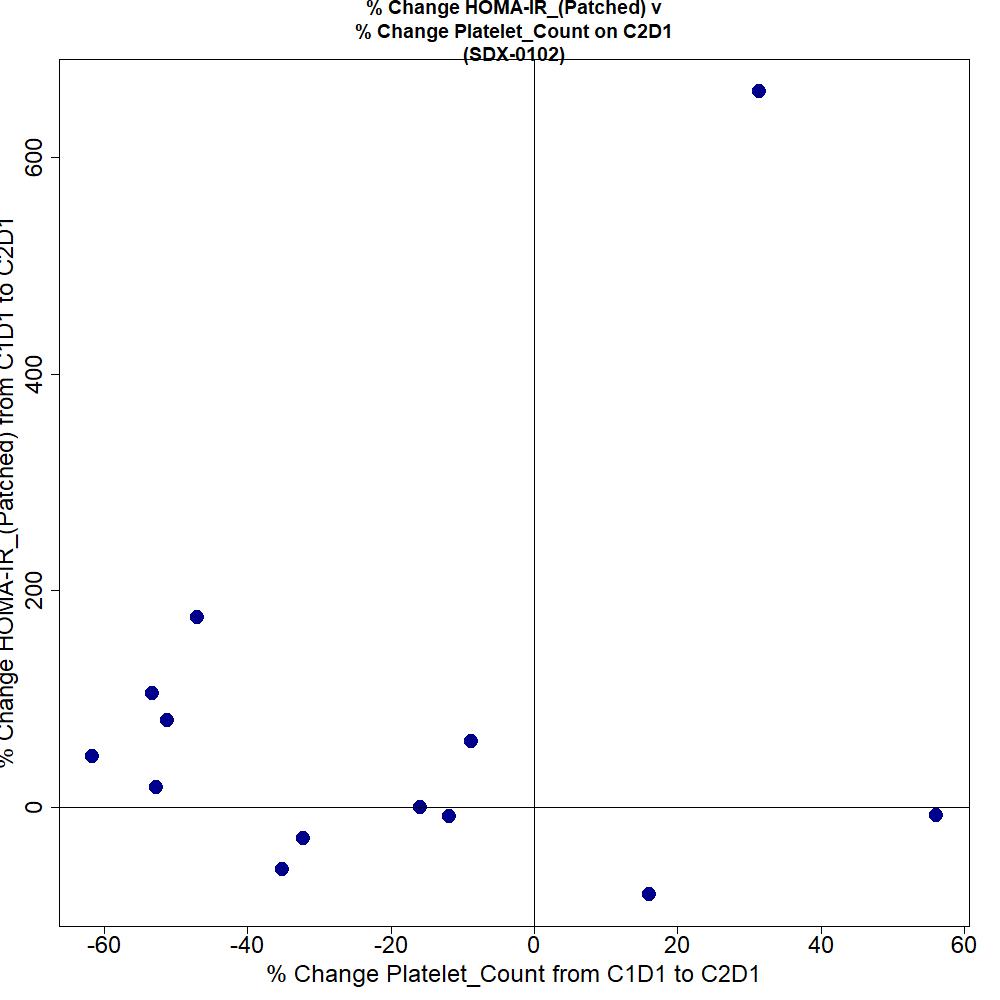 % Change HOMA-IR_(Patched) v
% Change Platelet_Count on C2D1
(SDX-0102)
% Change HOMA-IR_(Patched) from C1D1 to C2D1
600
400
200
0
-60 -40 -20 0 20 40 60
% Change Platelet_Count from C1D1 to C2D1